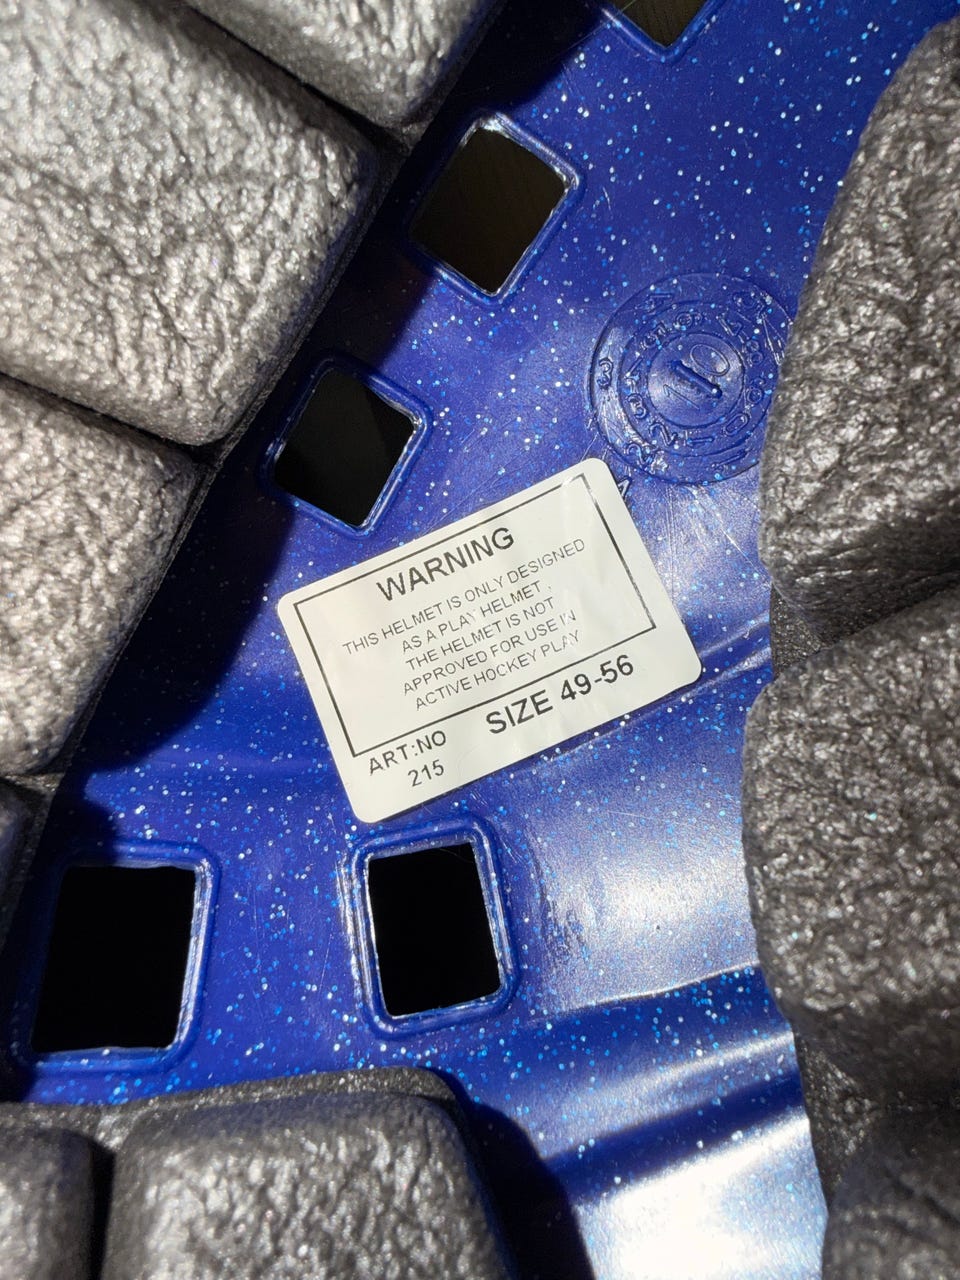 WARNING
THIS HELMET IS ONLY DESIGNED
AS A PLAY HELMET.
THE HELMET IS NOT
APPROVED FOR USE IN
ACTIVE HOCKEY PLAY
ART:NO
215
SIZE 49-56